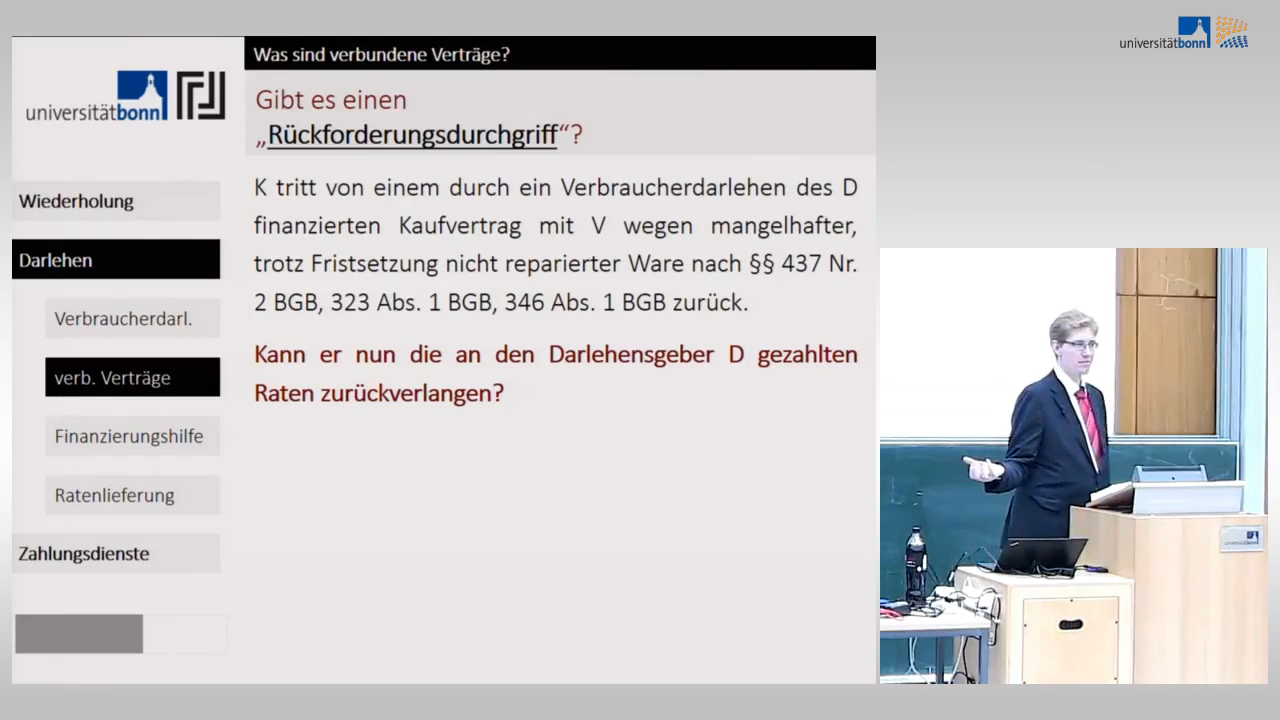 universitätbonn
Was sind verbundene Verträge?
universitätbonn
Gibt es einen
„Rückforderungsdurchgriff“?
K tritt von einem durch ein Verbraucherdarlehen des D
finanzierten Kaufvertrag mit V wegen mangelhafter,
trotz Fristsetzung nicht reparierter Ware nach §§ 437 Nr.
2 BGB, 323 Abs. 1 BGB, 346 Abs. 1 BGB zurück.
Kann er nun die an den Darlehensgeber D gezahlten
Raten zurückverlangen?
Wiederholung
Darlehen
Verbraucherdarl.
verb. Verträge
Finanzierungshilfe
Ratenlieferung
Zahlungsdienste